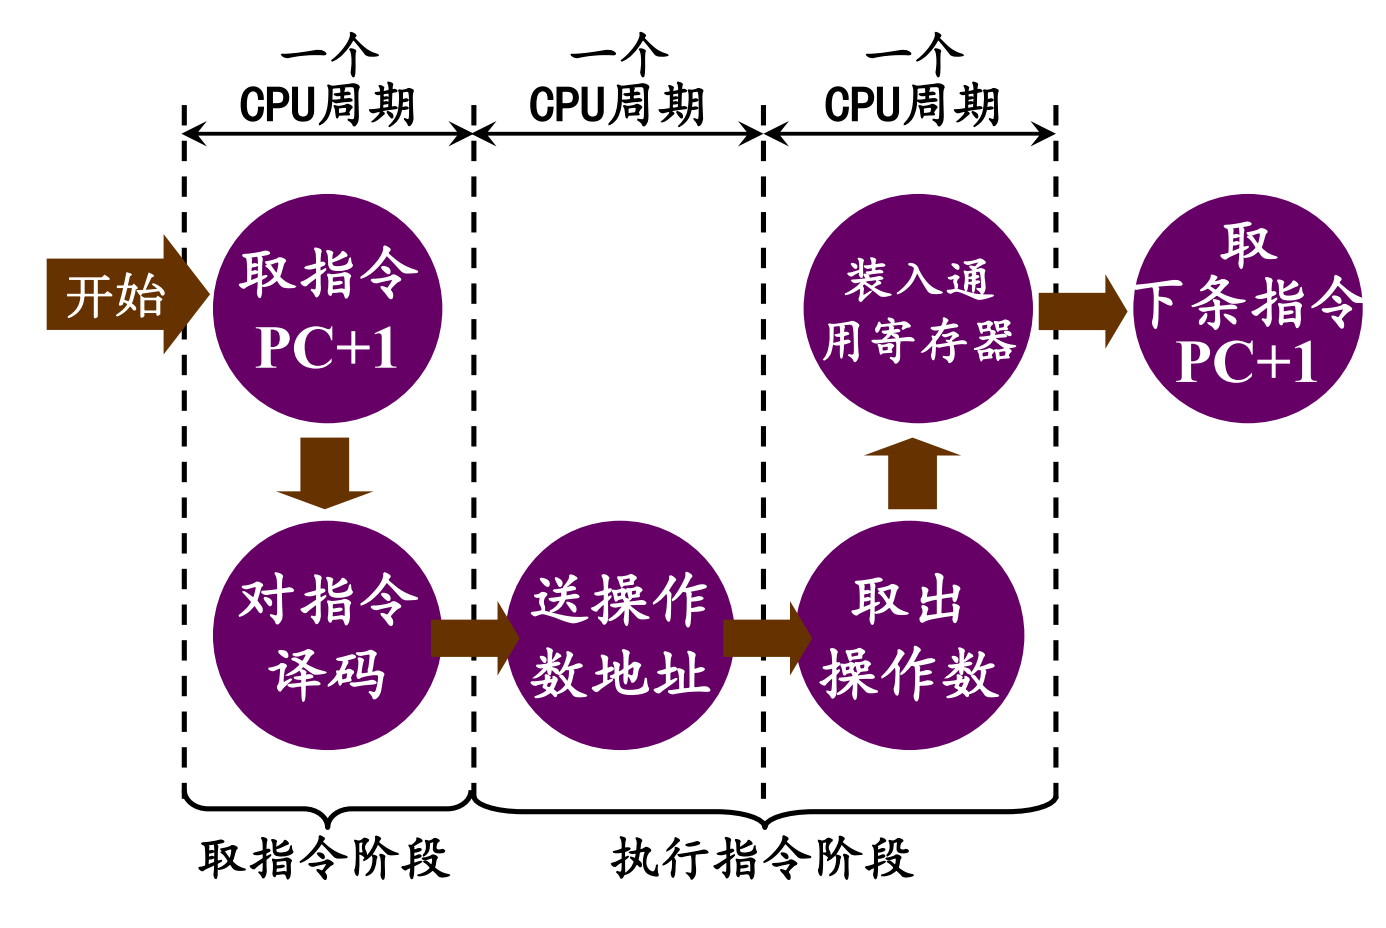 一个
CPU周期
一个
CPU周期
一个
CPU周期
开始
取指令
PC+1
装入通
用寄存器
取
下条指令
PC+1
对指令
译码
送操作
数地址
取出
操作数
取指令阶段
执行指令阶段